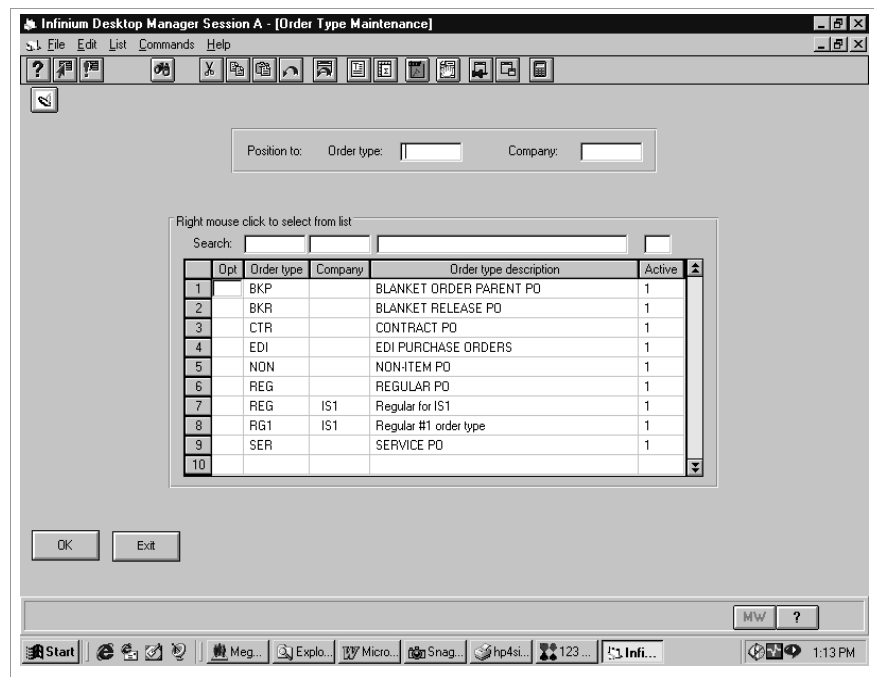 Infinium Desktop Manager Session A - [Order Type Maintenance]
File Edit List Commands Help
Position to: Order type: Company:
Right mouse click to select from list
Search:
Opt Order type Company Order type description Active
1 BKP BLANKET ORDER PARENT PO 1
2 BKR BLANKET RELEASE PO 1
3 CTR CONTRACT PO 1
4 EDI EDI PURCHASE ORDERS 1
5 NON NON-ITEM PO 1
6 REG REGULAR PO 1
7 REG IS1 Regular for IS1 1
8 RG1 IS1 Regular #1 order type 1
9 SER SERVICE PO 1
10
OK Exit
MW ?
Start Meg... Explo... Micro... Snag... hp4si... 123 ... Infi... 1:13 PM